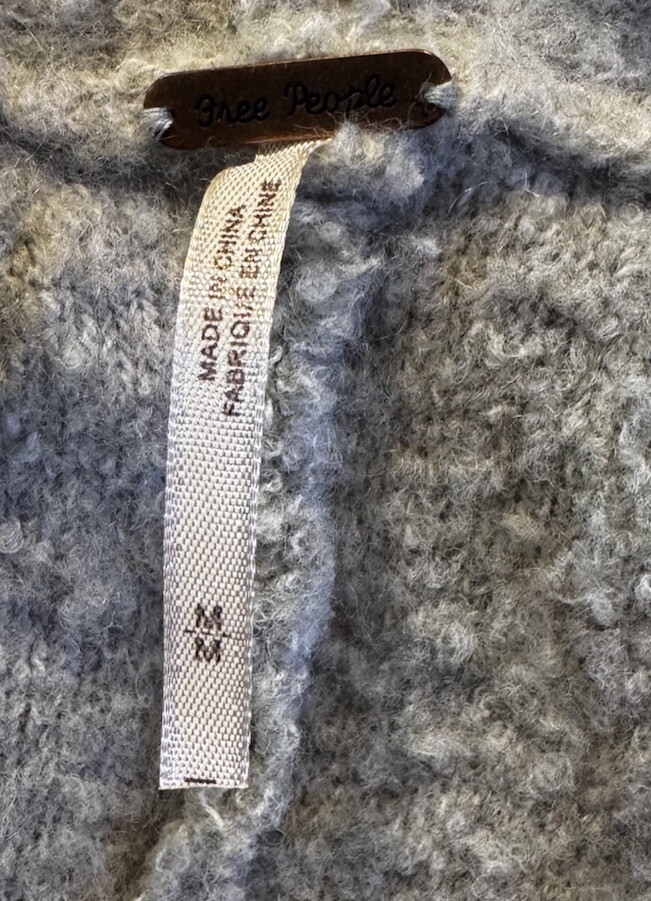 Free People
MADE IN CHINA
FABRIQUÉ EN CHINE
M/M